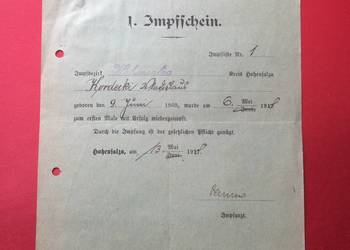 1. Impfschein.
Impfliste Nr. 1
Impfbezirk Kreis Hohensalza
Kordeck
geboren den 9. Juni 1909, wurde am 6. Mai 1918
zum ersten Male mit Erfolg wiedergeimpft.
Durch die Impfung ist der gesetzlichen Pflicht genügt.
Hohensalza, am 13. Mai 1918
Impfarzt.